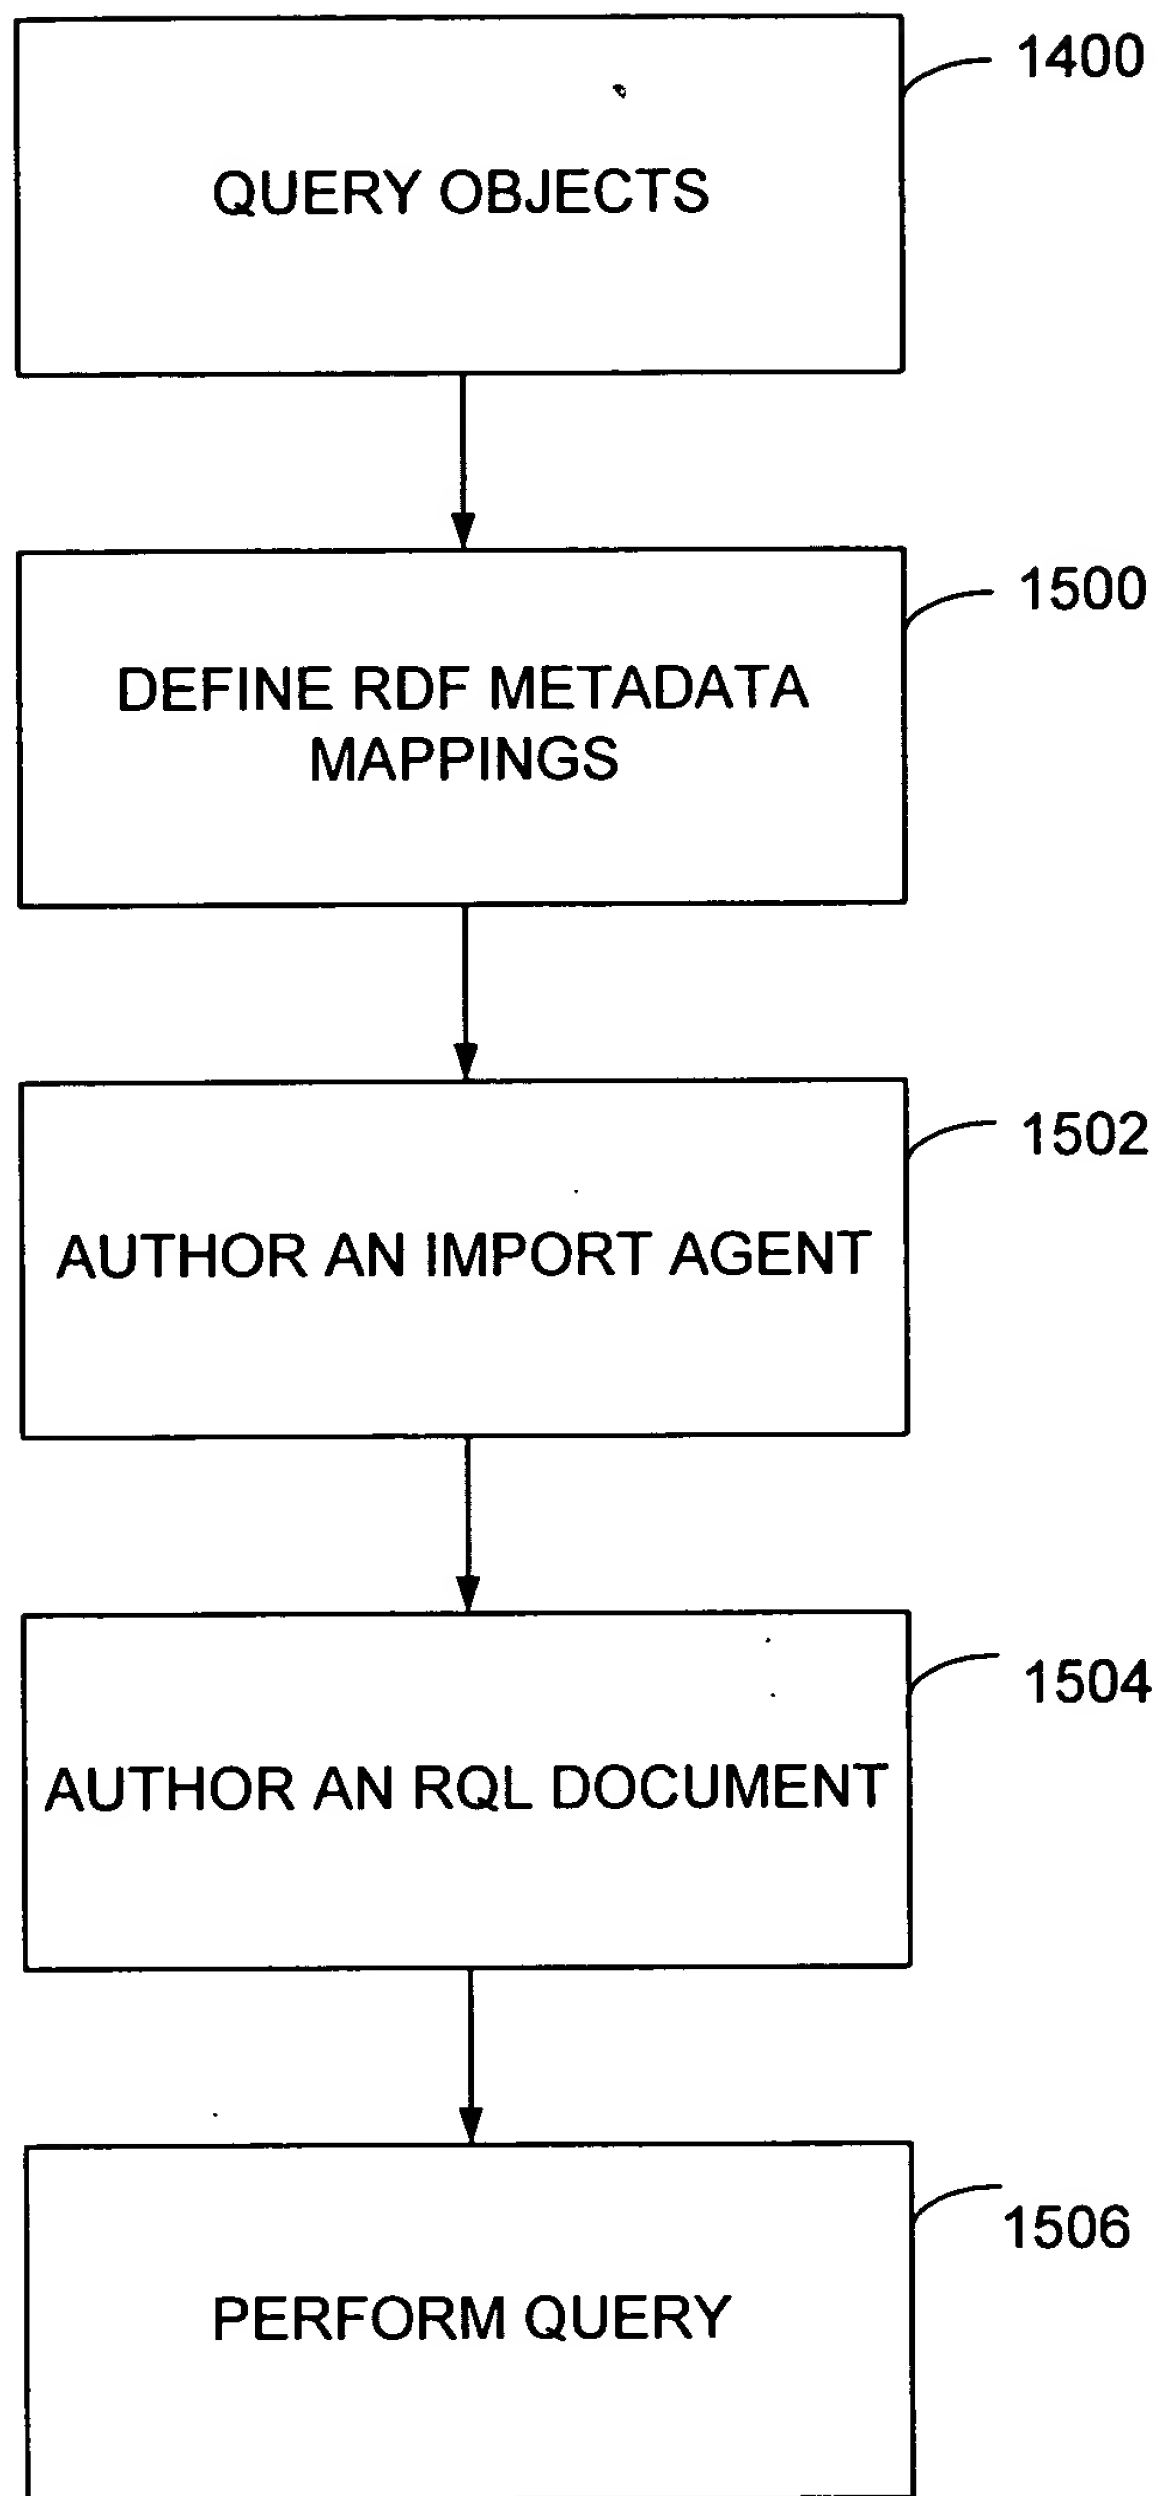 1400
QUERY OBJECTS
1500
DEFINE RDF METADATA
MAPPINGS
1502
AUTHOR AN IMPORT AGENT
1504
AUTHOR AN RQL DOCUMENT
1506
PERFORM QUERY